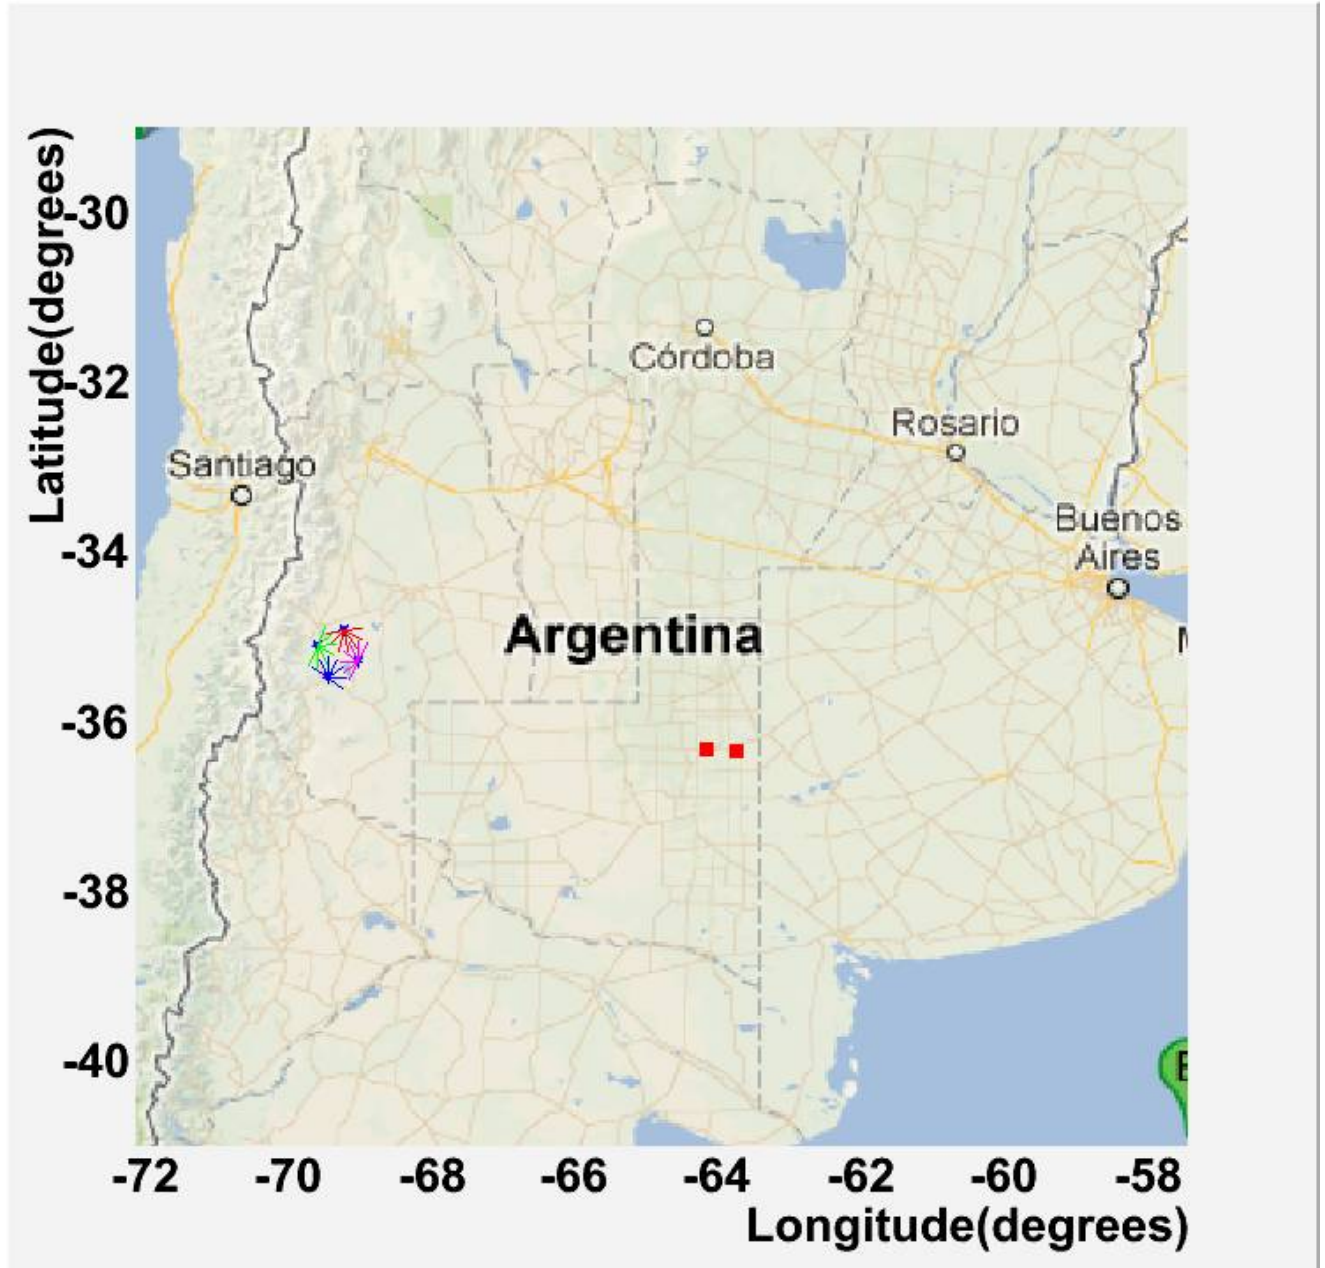 Latitude(degrees)
-30
-32
-34
-36
-38
-40
Córdoba
Rosario
Santiago
Buenos
Aires
Argentina
-72 -70 -68 -66 -64 -62 -60 -58
Longitude(degrees)